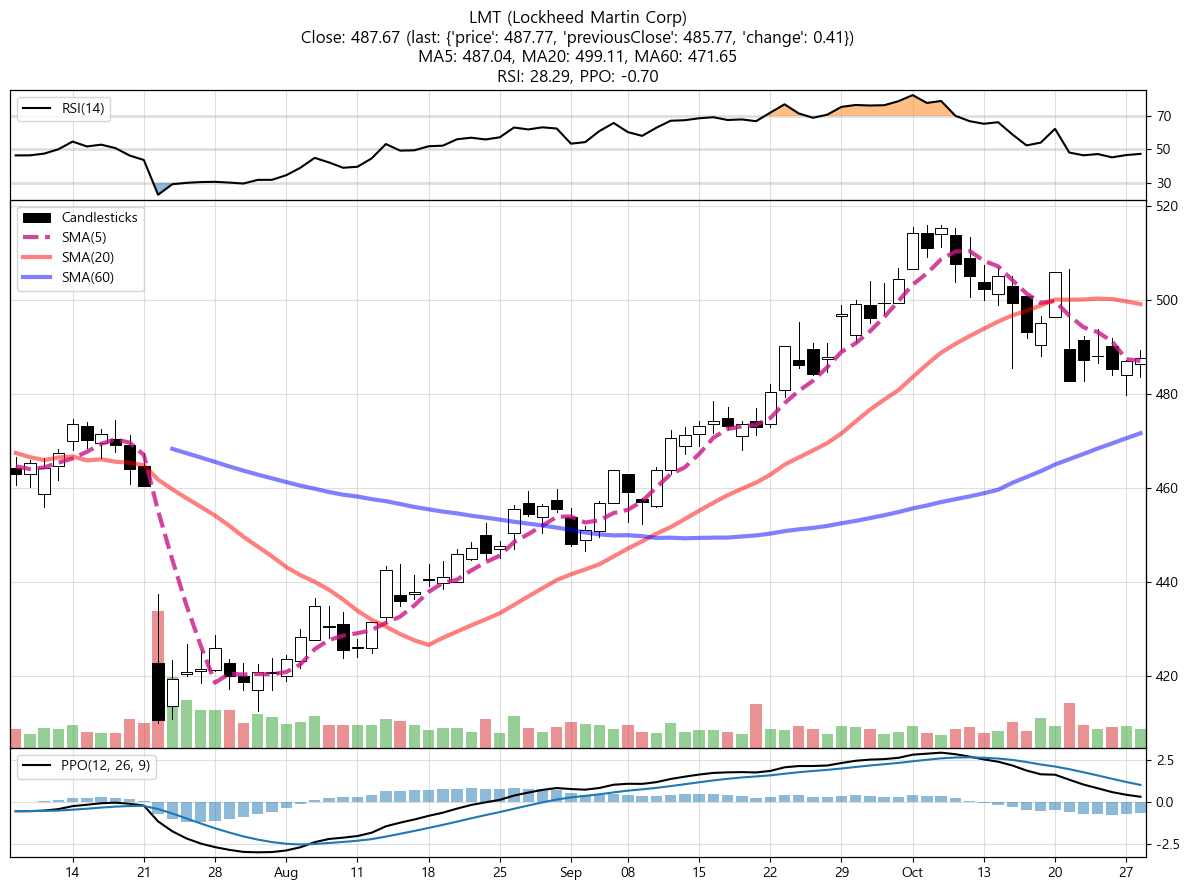 LMT (Lockheed Martin Corp)
Close: 487.67 (last: {'price': 487.77, 'previousClose': 485.77, 'change': 0.41})
MA5: 487.04, MA20: 499.11, MA60: 471.65
RSI: 28.29, PPO: -0.70
RSI(14)
70
50
30
Candlesticks
SMA(5)
SMA(20)
SMA(60)
520
500
480
460
440
420
PPO(12, 26, 9)
2.5
0.0
-2.5
14 21 28 Aug 11 18 25 Sep 08 15 22 29 Oct 13 20 27